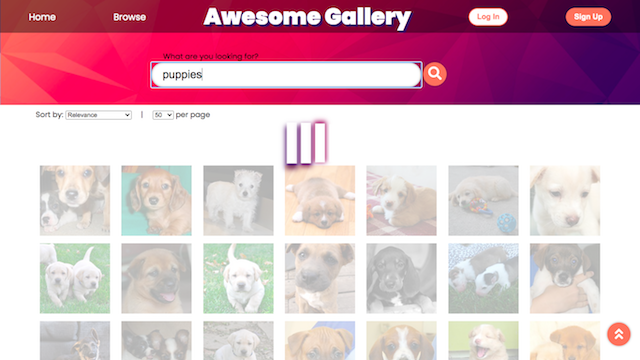 Home
Browse
Awesome Gallery
Log In
Sign Up
What are you looking for?
puppies
Sort by: Relevance | 50 per page